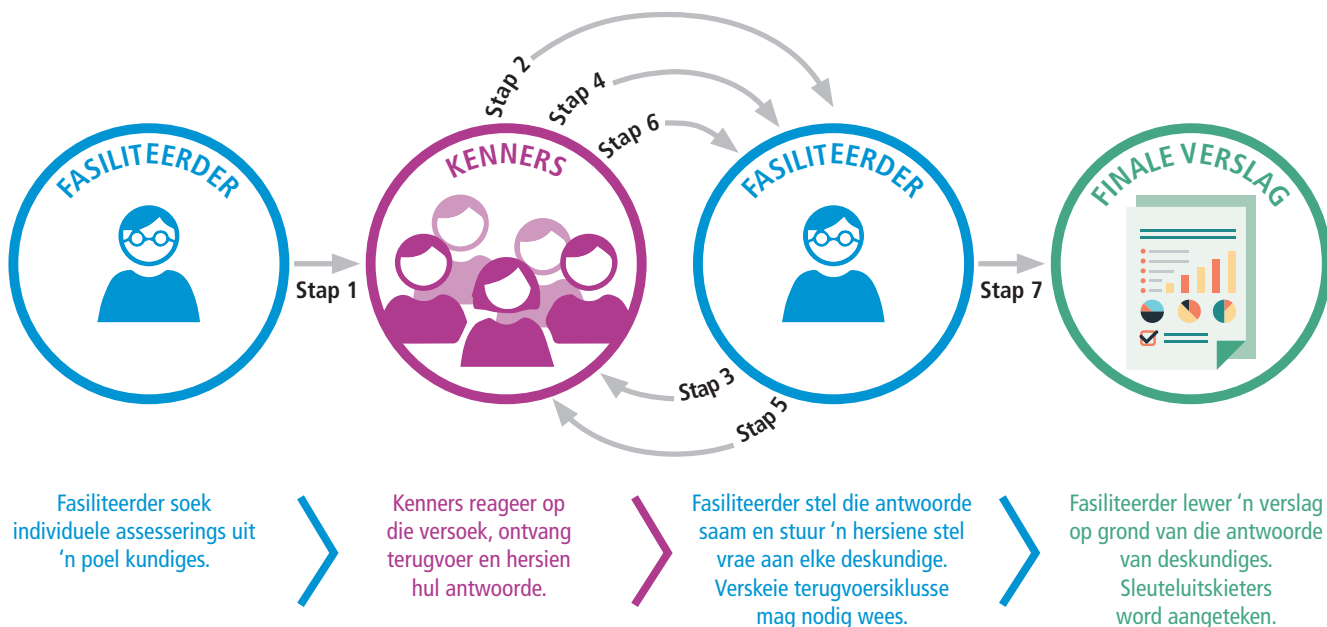 FASILITEERDER
Stap 1
KENNERS
Stap 2
Stap 4
Stap 6
Stap 3
Stap 5
FASILITEERDER
Stap 7
FINALE VERSLAG
Fasiliteerder soek
individuele assesserings uit
‘n poel kundiges.
Kenners reageer op
die versoek, ontvang
terugvoer en hersien
hul antwoorde.
Fasiliteerder stel die antwoorde
saam en stuur ‘n hersiene stel
vrae aan elke deskundige.
Verskeie terugvoersiklusse
mag nodig wees.
Fasiliteerder lewer ‘n verslag
op grond van die antwoorde
van deskundiges.
Sleuteluitskieters
word aangeteken.